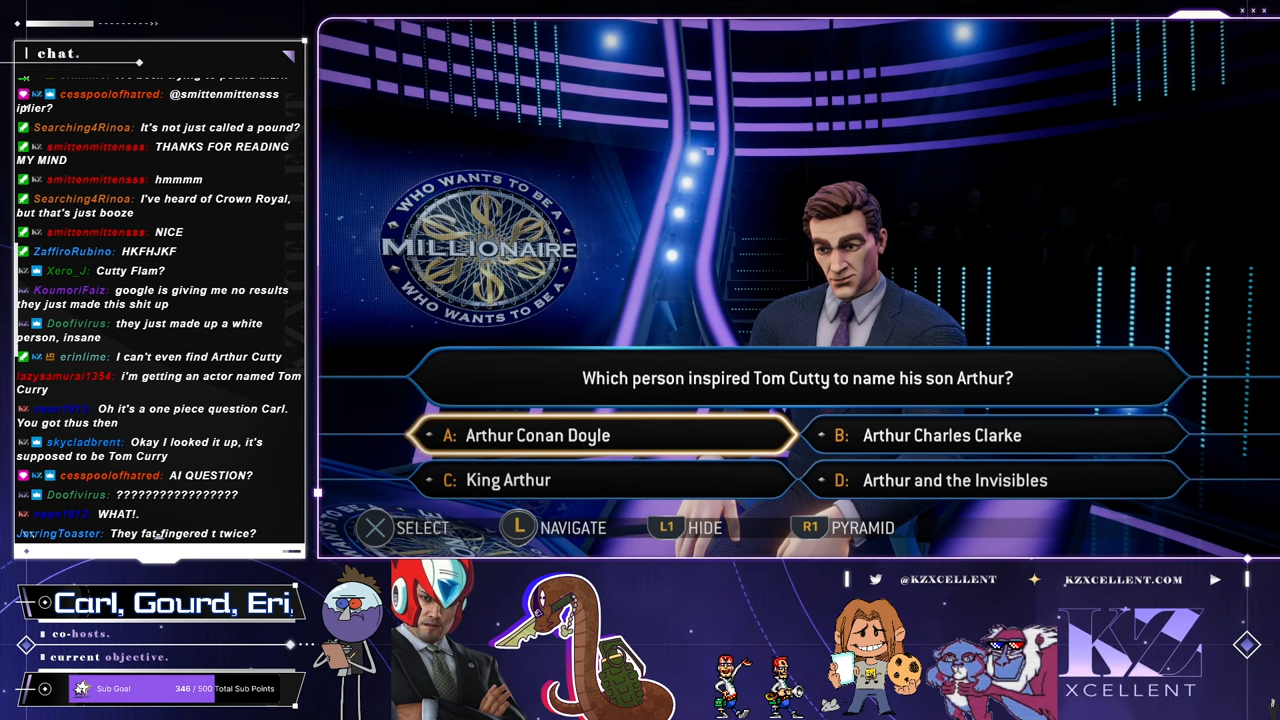 chat.
cesspoolofhatred: @smittenmittensss
iplier?
Searching4Rinoa: It's not just called a pound?
smittenmittensss: THANKS FOR READING
MY MIND
smittenmittensss: hmmmm
Searching4Rinoa: I've heard of Crown Royal,
but that's just booze
smittenmittensss: NICE
ZaffiroRubino: HKFHJKF
Xero_J: Cutty Flam?
KoumoriFaiz: google is giving me no results
they just made this shit up
Doofivirus: they just made up a white
person, insane
erinlime: I can't even find Arthur Cutty
lazysamurai1354: i'm getting an actor named Tom
Curry
neon1013: Oh it's a one piece question Carl.
You got thus then
skycladbrent: Okay I looked it up, it's
supposed to be Tom Curry
cesspoolofhatred: AI QUESTION?
Doofivirus: ?????????????????
neon1013: WHAT!.
JarringToaster: They fat-fingered t twice?
WHO WANTS TO BE A
MILLIONAIRE
WHO WANTS TO BE A
Which person inspired Tom Cutty to name his son Arthur?
A: Arthur Conan Doyle
B: Arthur Charles Clarke
C: King Arthur
D: Arthur and the Invisibles
SELECT
L NAVIGATE
L1 HIDE
R1 PYRAMID
Carl, Gourd, Eri,
co-hosts.
current objective.
Sub Goal 346 / 500 Total Sub Points
@KZXCELLENT
KZXCELLENT.COM
KZ
XCELLENT